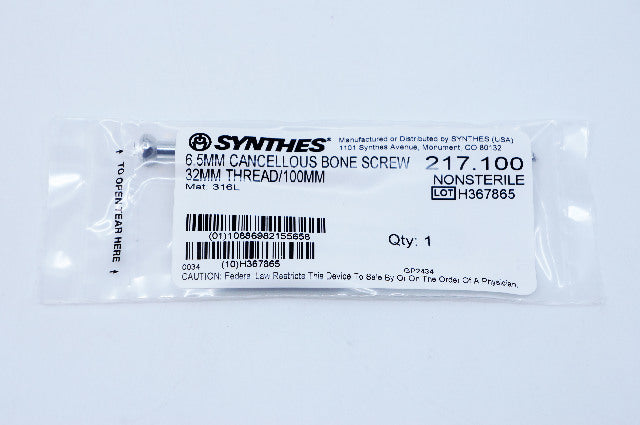 SYNTHES®
Manufactured or Distributed by SYNTHES (USA)
1101 Synthes Avenue, Monument, CO 80132
6.5MM CANCELLOUS BONE SCREW
32MM THREAD/100MM
Mat. 316L
217.100
NONSTERILE
LOT H367865
(01)10886982155658
Qty: 1
(10)H367865
0034
GP2434
CAUTION: Federal Law Restricts This Device To Sale By Or On The Order Of A Physician.
TO OPEN TEAR HERE